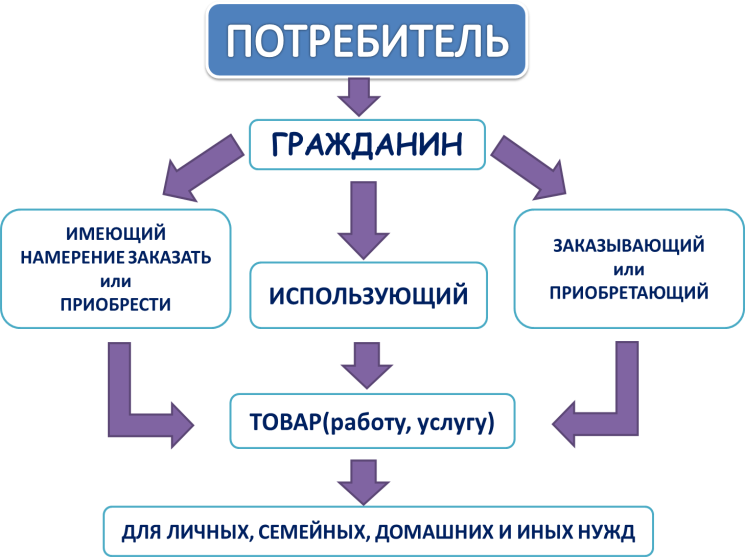 ПОТРЕБИТЕЛЬ
ГРАЖДАНИН
ИМЕЮЩИЙ
НАМЕРЕНИЕ ЗАКАЗАТЬ
или
ПРИОБРЕСТИ
ИСПОЛЬЗУЮЩИЙ
ЗАКАЗЫВАЮЩИЙ
или
ПРИОБРЕТАЮЩИЙ
ТОВАР(работу, услугу)
ДЛЯ ЛИЧНЫХ, СЕМЕЙНЫХ, ДОМАШНИХ И ИНЫХ НУЖД